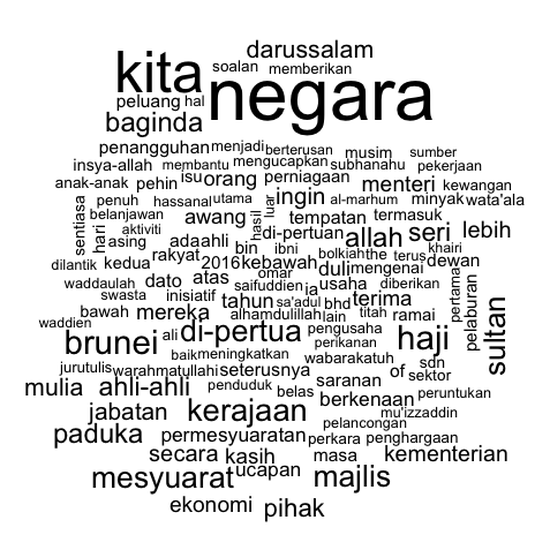 darussalam
kita soalan memberikan
negara
peluang hal
baginda
penangguhan menjadi berterusan musim sumber
insya-allah membantu mengucapkan subhanahu pekerjaan
anak-anak pehin isu orang perniagaan menteri kewangan
sentiasa penuh hassanal utama luar ingin al-marhum minyak wata'ala
belanjawan awang hasil tempatan termasuk
hari aktiviti di-pertuan allah seri lebih
asing adaahli bin ibni bolkiahthe terus khairi
dilantik kedua rakyat 2016 kebawah duli mengenai dewan
waddaulah dato atas omar saifuddien ia usaha diberikan pertama pelaburan
swasta inisiatif tahun sa'adul bhd terima
bawah mereka alhamdulillah lain titah ramai sultan
waddien brunei ali di-pertua pengusaha haji
perikanan
baik meningkatkan wabarakatuh
jurutulis warahmatullahi seterusnya of sdn
mulia ahli-ahli penduduk belas saranan sektor
berkenaan peruntukan
jabatan kerajaan mu'izzaddin
pelancongan
paduka permesyuaratan perkara penghargaan
secara kasih masa kementerian
mesyuarat ucapan majlis
ekonomi pihak